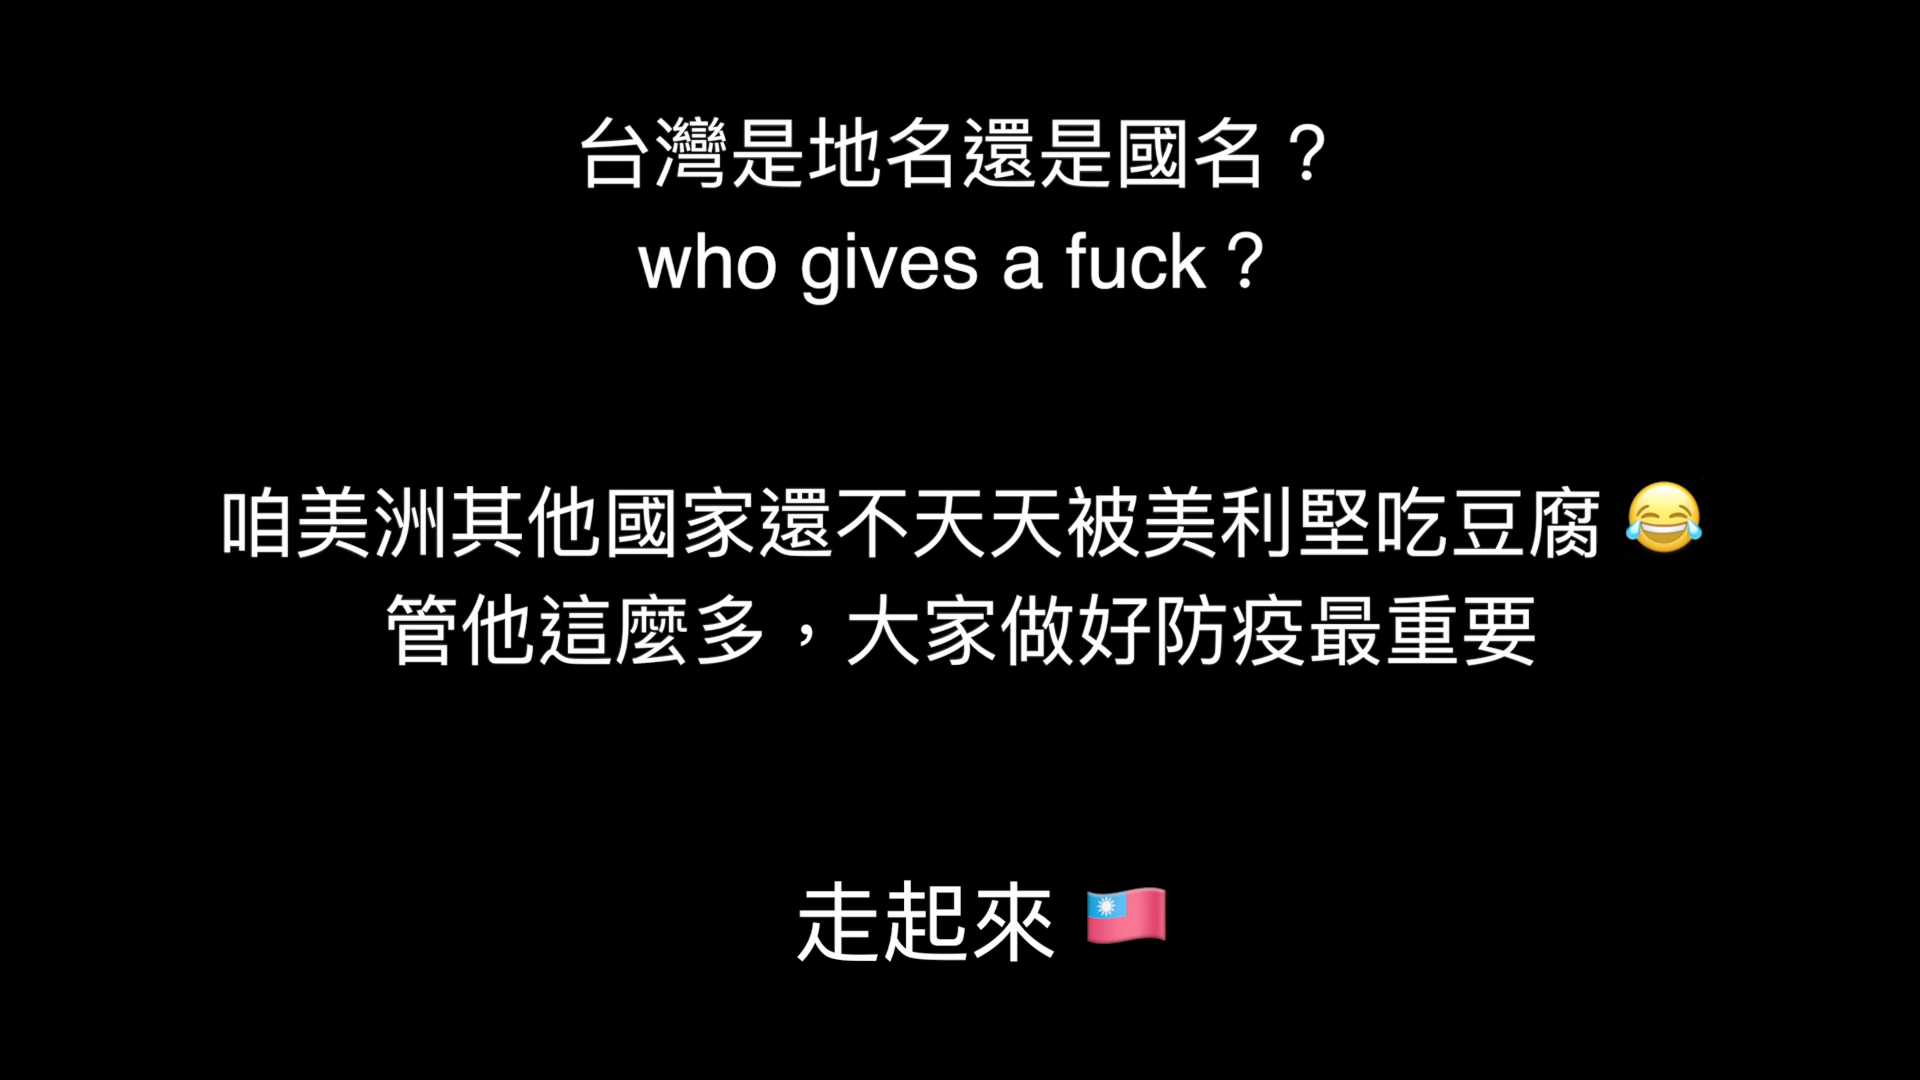 台灣是地名還是國名？
who gives a fuck？
咱美洲其他國家還不天天被美利堅吃豆腐 😂
管他這麼多，大家做好防疫最重要
走起來 🇹🇼